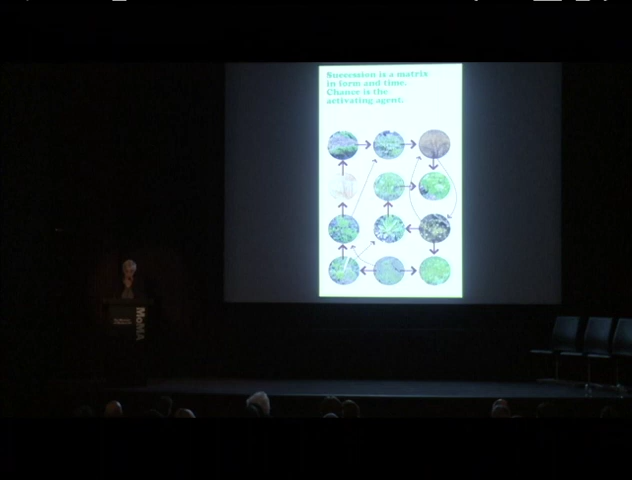 Succession is a matrix
in form and time.
Chance is the
activating agent.
MoMA